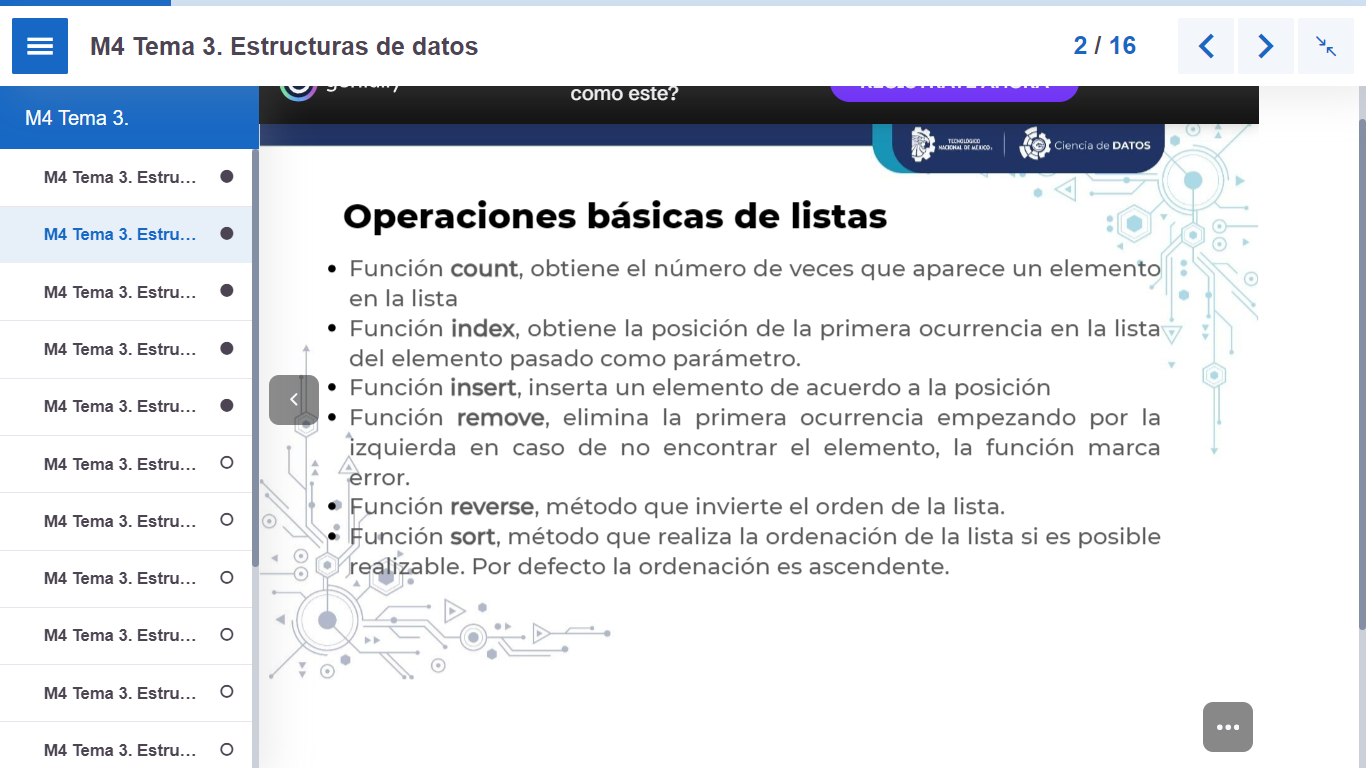 M4 Tema 3. Estructuras de datos
2 / 16
M4 Tema 3.
M4 Tema 3. Estru...
M4 Tema 3. Estru...
M4 Tema 3. Estru...
M4 Tema 3. Estru...
M4 Tema 3. Estru...
M4 Tema 3. Estru...
M4 Tema 3. Estru...
M4 Tema 3. Estru...
M4 Tema 3. Estru...
M4 Tema 3. Estru...
M4 Tema 3. Estru...
genially
como este?
REGÍSTRATE AHORA
TECNOLÓGICO
NACIONAL DE MÉXICO.
Ciencia de DATOS
Operaciones básicas de listas
• Función count, obtiene el número de veces que aparece un elemento
en la lista
• Función index, obtiene la posición de la primera ocurrencia en la lista
del elemento pasado como parámetro.
• Función insert, inserta un elemento de acuerdo a la posición
• Función remove, elimina la primera ocurrencia empezando por la
izquierda en caso de no encontrar el elemento, la función marca
error.
• Función reverse, método que invierte el orden de la lista.
• Función sort, método que realiza la ordenación de la lista si es posible
realizable. Por defecto la ordenación es ascendente.